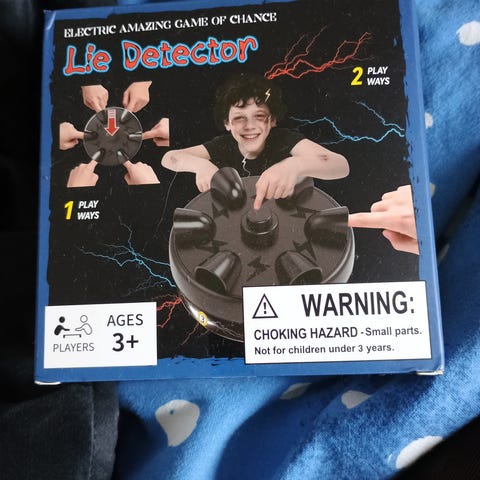 ELECTRIC AMAZING GAME OF CHANCE
Lie Detector
2 PLAY
WAYS
1 PLAY
WAYS
PLAYERS
AGES
3+
WARNING:
CHOKING HAZARD - Small parts.
Not for children under 3 years.